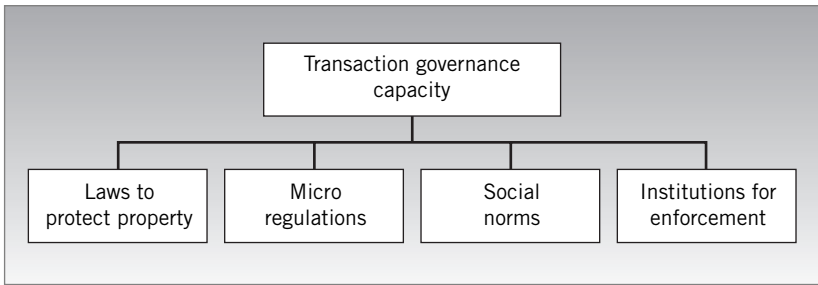 Transaction governance
capacity
Laws to
protect property
Micro
regulations
Social
norms
Institutions for
enforcement